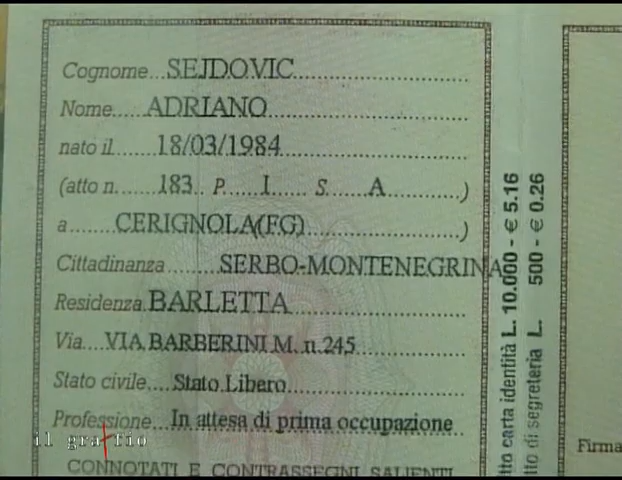 Cognome...SEJDOVIC
Nome.....ADRIANO
nato il.......18/03/1984
(atto n.......183. P. I. S. A.)
a........CERIGNOLA(FG))
Cittadinanza.........SERBO-MONTENEGRINA
Residenza.BARLETTA
Via....VIA BARBERINI M. n.245
Stato civile....Stato Libero
Professione...In attesa di prima occupazione
CONNOTATI E CONTRASSEGNI SALIENTI
tto carta identità L. 10.000 - € 5.16
tto di segreteria L. 500 - € 0.26
Firma
il graffio